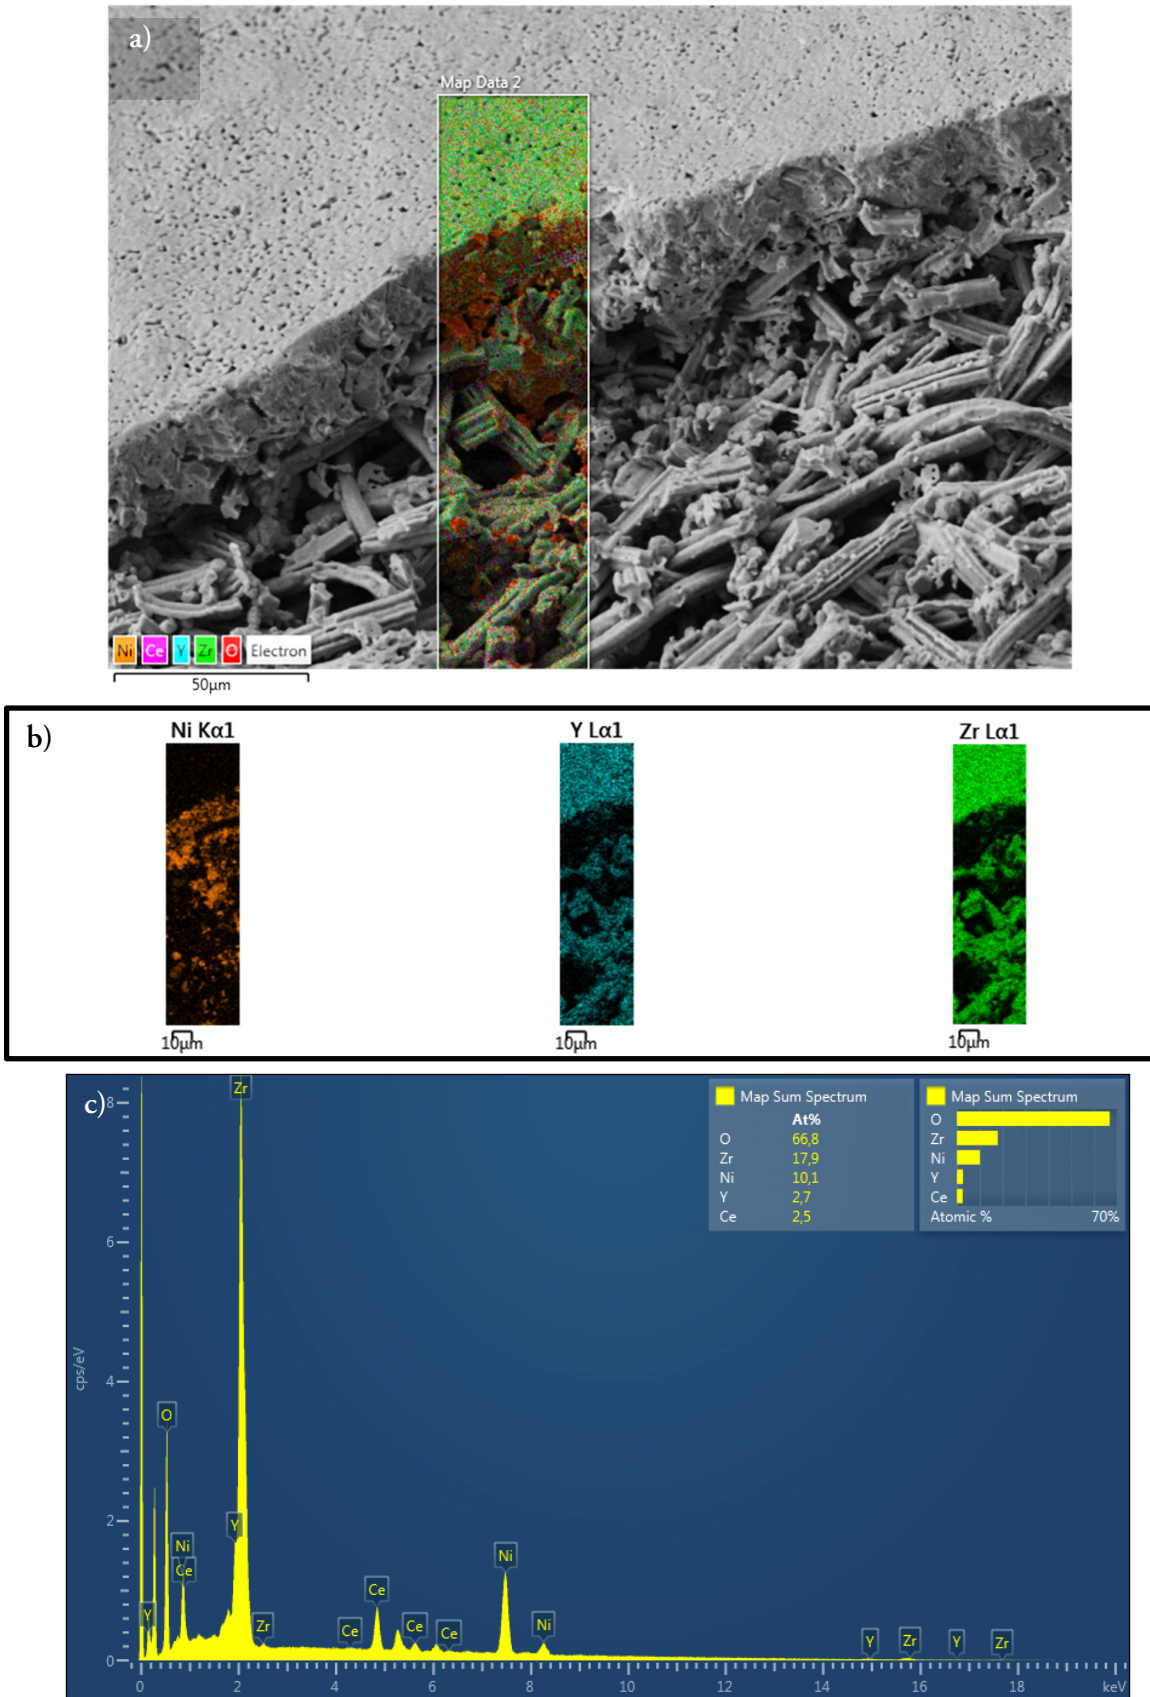 a)
Map Data 2
Ni Ce Y Zr O Electron
50µm
b)
Ni Kα1 Y Lα1 Zr Lα1
10µm 10µm 10µm
c)
Map Sum Spectrum
At%
O 66,8
Zr 17,9
Ni 10,1
Y 2,7
Ce 2,5
Map Sum Spectrum
O
Zr
Ni
Y
Ce
Atomic % 70%
Zr
8
6
4
cps/eV
O
2
Y
Ni
Ce
Ni
Ce
Y
Zr
Ce
Ce
Ce
Ni
Y
Zr
Y
Zr
0
0 2 4 6 8 10 12 14 16 18 keV